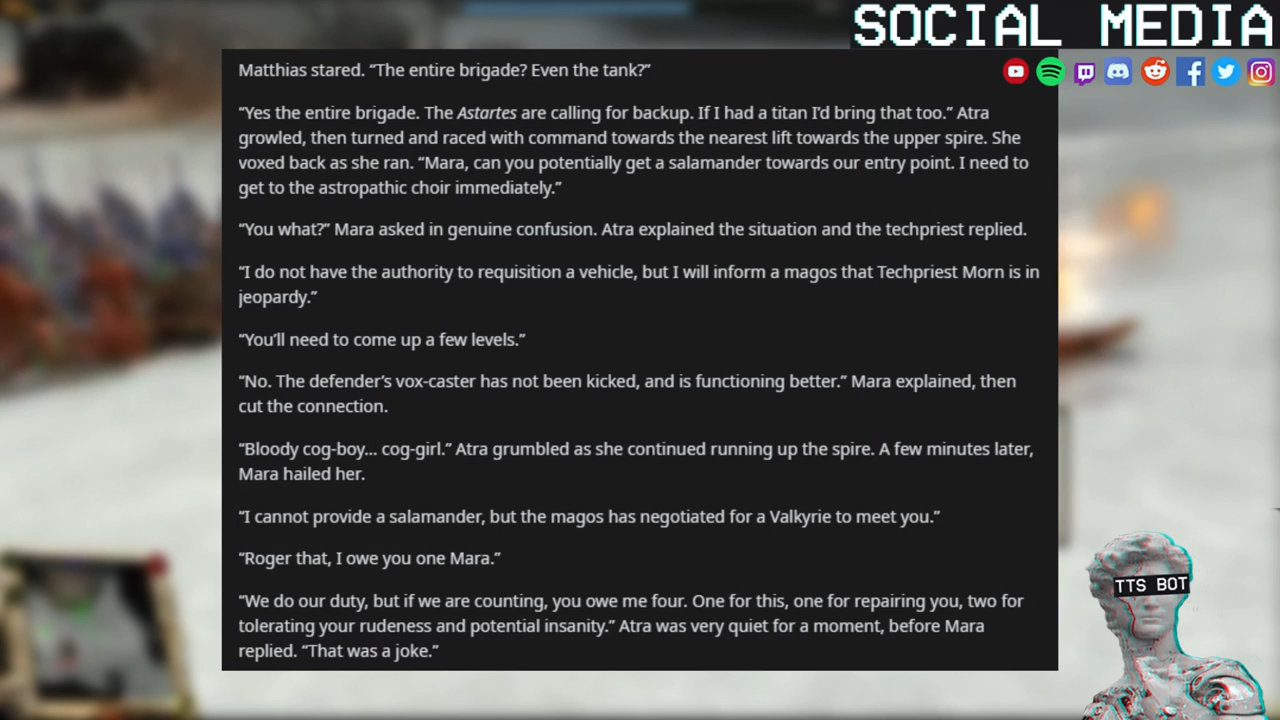 SOCIAL MEDIA
Matthias stared. “The entire brigade? Even the tank?”
“Yes the entire brigade. The Astartes are calling for backup. If I had a titan I’d bring that too.” Atra
growled, then turned and raced with command towards the nearest lift towards the upper spire. She
voxed back as she ran. “Mara, can you potentially get a salamander towards our entry point. I need to
get to the astropathic choir immediately.”
“You what?” Mara asked in genuine confusion. Atra explained the situation and the techpriest replied.
“I do not have the authority to requisition a vehicle, but I will inform a magos that Techpriest Morn is in
jeopardy.”
“You’ll need to come up a few levels.”
“No. The defender’s vox-caster has not been kicked, and is functioning better.” Mara explained, then
cut the connection.
“Bloody cog-boy... cog-girl.” Atra grumbled as she continued running up the spire. A few minutes later,
Mara hailed her.
“I cannot provide a salamander, but the magos has negotiated for a Valkyrie to meet you.”
“Roger that, I owe you one Mara.”
“We do our duty, but if we are counting, you owe me four. One for this, one for repairing you, two for
tolerating your rudeness and potential insanity.” Atra was very quiet for a moment, before Mara
replied. “That was a joke.”
TTS BOT